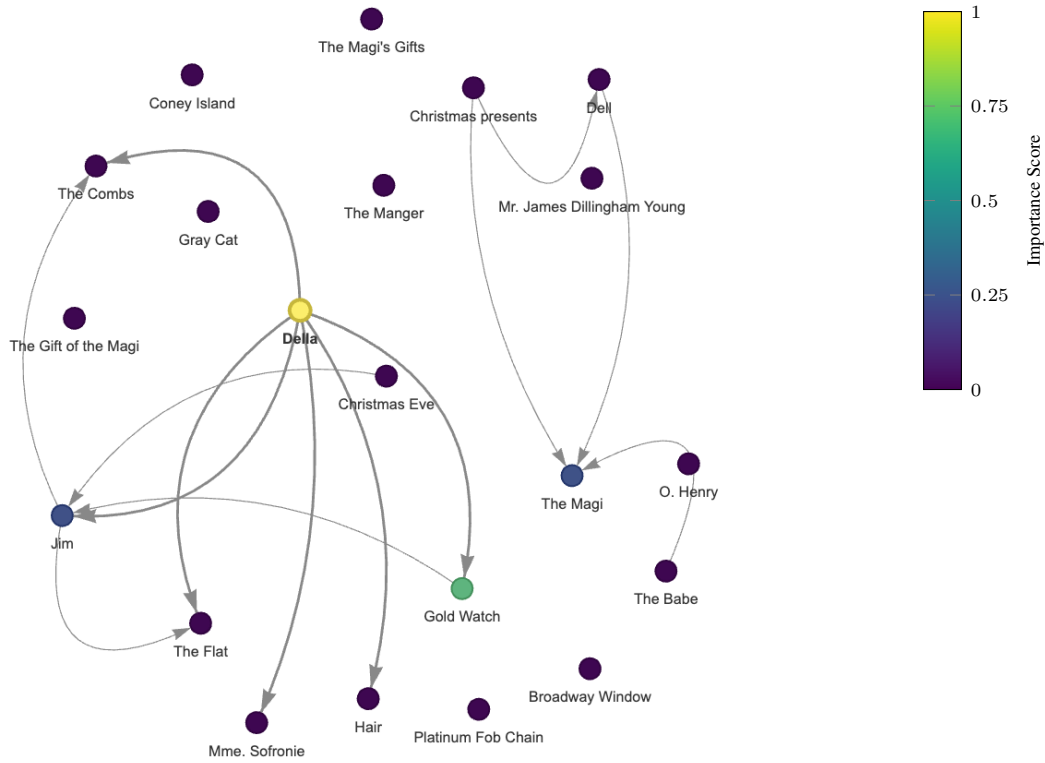 The Magi's Gifts
Coney Island
Christmas presents
Dell
The Combs
The Manger
Mr. James Dillingham Young
Gray Cat
Della
The Gift of the Magi
Christmas Eve
The Magi
O. Henry
Jim
Gold Watch
The Babe
The Flat
Broadway Window
Hair
Platinum Fob Chain
Mme. Sofronie
1
0.75
0.5
0.25
0
Importance Score